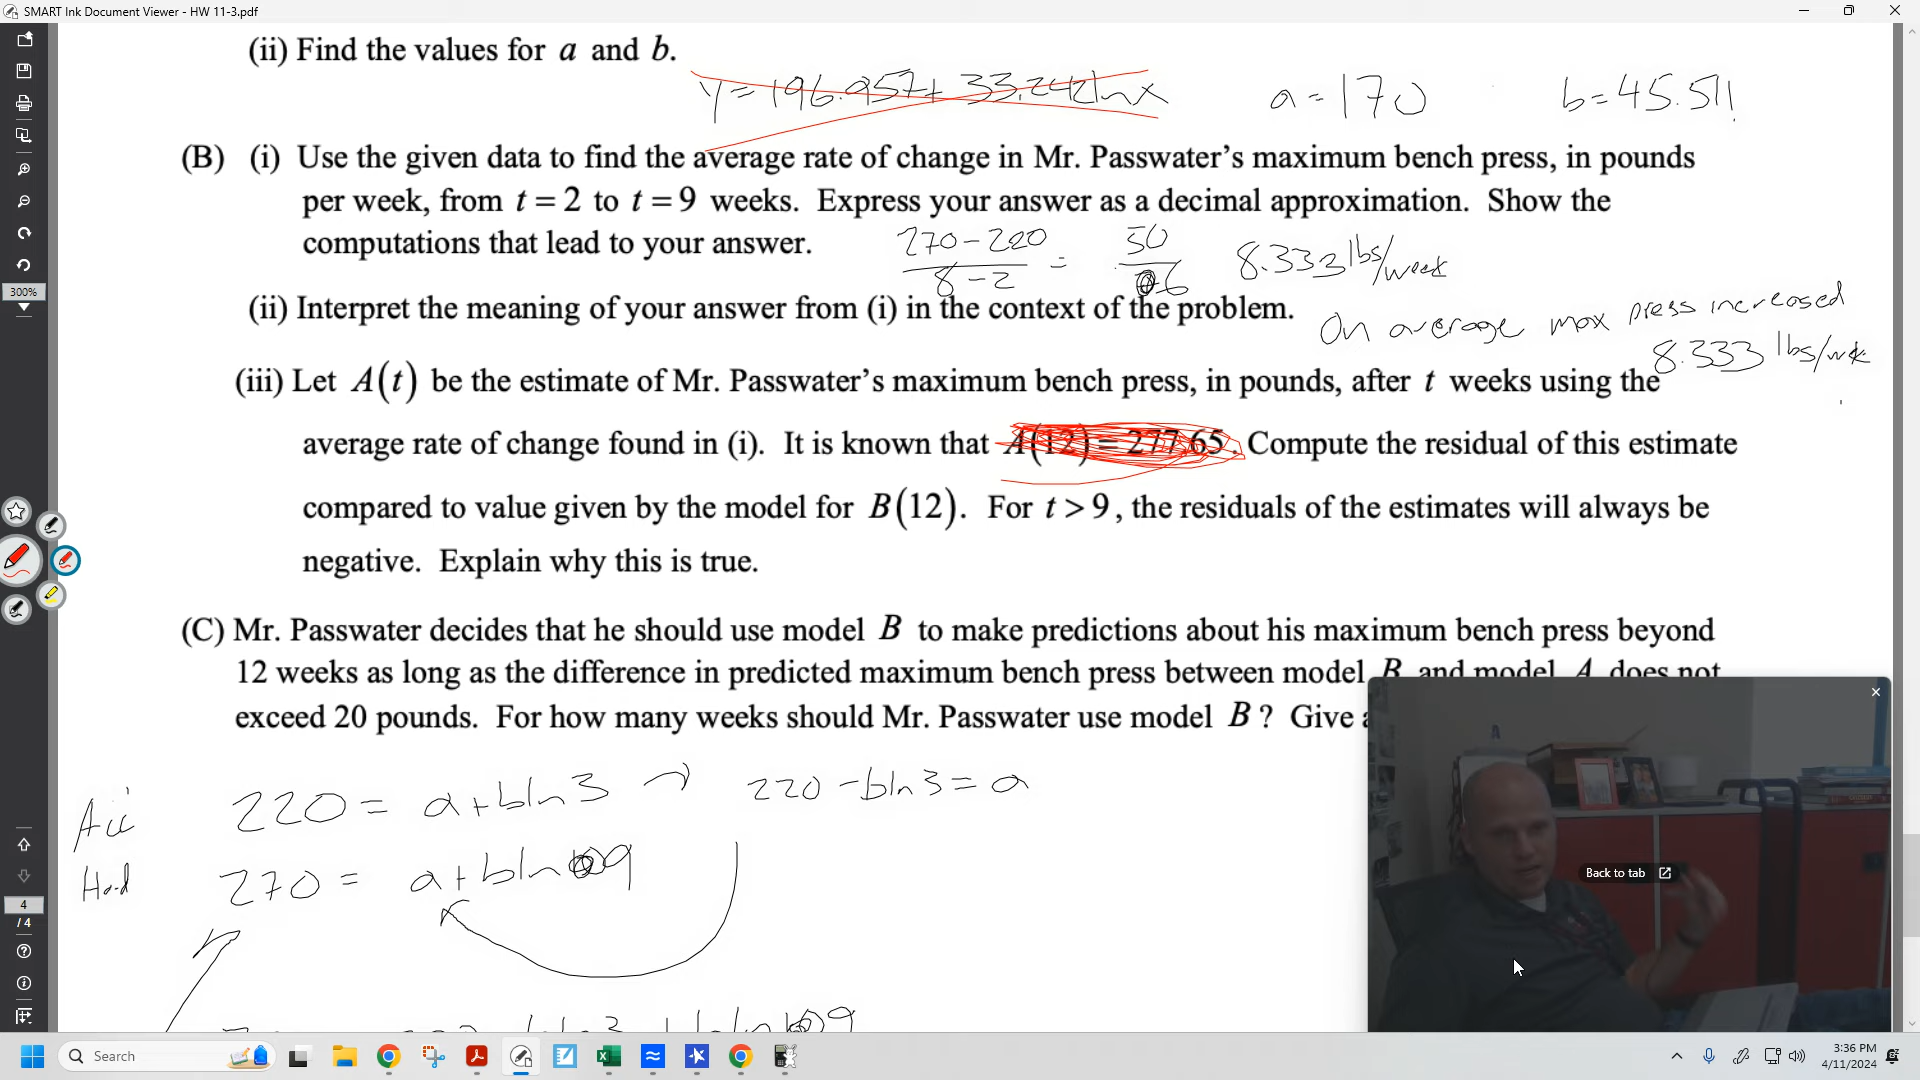 SMART Ink Document Viewer - HW 11-3.pdf
(ii) Find the values for a and b.
y = 196.957 + 33.242lnx
a = 170
b = 45.511
(B) (i) Use the given data to find the average rate of change in Mr. Passwater's maximum bench press, in pounds
per week, from t = 2 to t = 9 weeks. Express your answer as a decimal approximation. Show the
computations that lead to your answer.
270 - 220
8 - 2
=
50
6
8.333 lbs/week
(ii) Interpret the meaning of your answer from (i) in the context of the problem.
On average max press increased
8.333 lbs/wk
(iii) Let A(t) be the estimate of Mr. Passwater's maximum bench press, in pounds, after t weeks using the
average rate of change found in (i). It is known that A(12) = 277.65. Compute the residual of this estimate
compared to value given by the model for B(12). For t > 9, the residuals of the estimates will always be
negative. Explain why this is true.
(C) Mr. Passwater decides that he should use model B to make predictions about his maximum bench press beyond
12 weeks as long as the difference in predicted maximum bench press between model B and model A does not
exceed 20 pounds. For how many weeks should Mr. Passwater use model B? Give
Aii
220 = a + bln3 → 220 - bln3 = a
Hard
270 = a + bln 9
Back to tab
300%
4
/ 4
Search
3:36 PM
4/11/2024